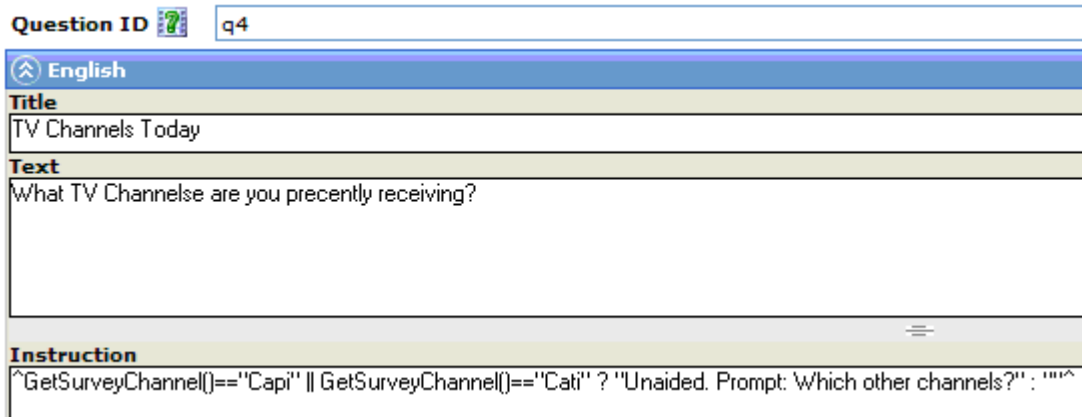 Question ID ? q4
English
Title
TV Channels Today
Text
What TV Channelse are you precently receiving?
Instruction
^GetSurveyChannel()=="Capi" || GetSurveyChannel()=="Cati" ? "Unaided. Prompt: Which other channels?" : ""^